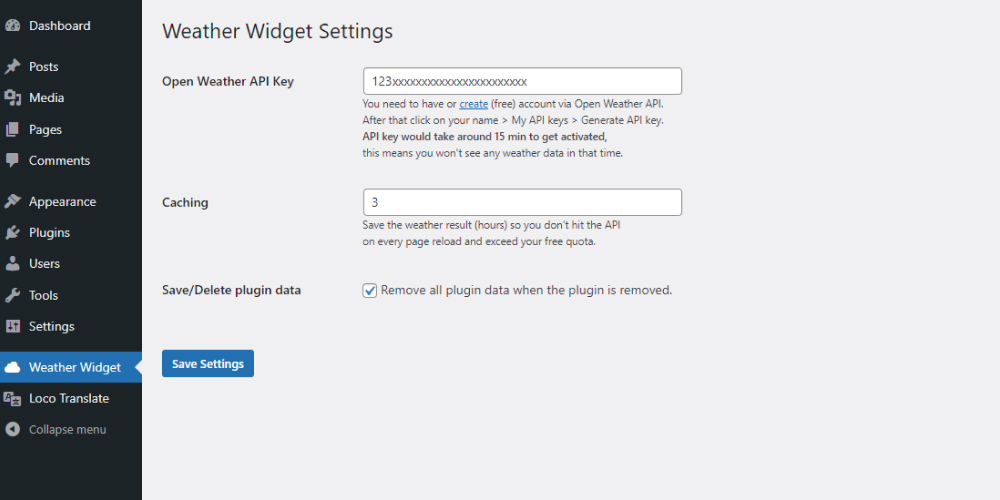 Dashboard
Posts
Media
Pages
Comments
Appearance
Plugins
Users
Tools
Settings
Weather Widget
Loco Translate
Collapse menu
Weather Widget Settings
Open Weather API Key
123xxxxxxxxxxxxxxxxxxxxxxx
You need to have or create (free) account via Open Weather API.
After that click on your name > My API keys > Generate API key.
API key would take around 15 min to get activated,
this means you won't see any weather data in that time.
Caching
3
Save the weather result (hours) so you don't hit the API
on every page reload and exceed your free quota.
Save/Delete plugin data
Remove all plugin data when the plugin is removed.
Save Settings